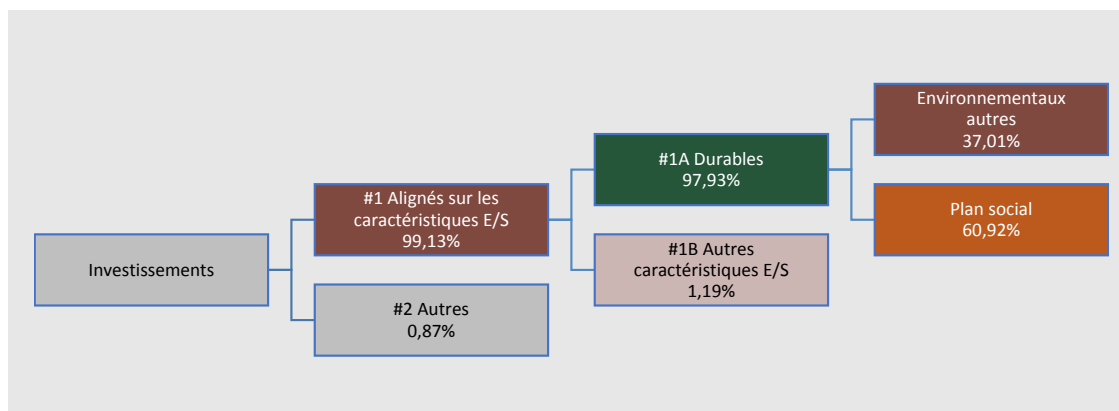 Investissements
#1 Alignés sur les
caractéristiques E/S
99,13%
#2 Autres
0,87%
#1A Durables
97,93%
#1B Autres
caractéristiques E/S
1,19%
Environnementaux
autres
37,01%
Plan social
60,92%